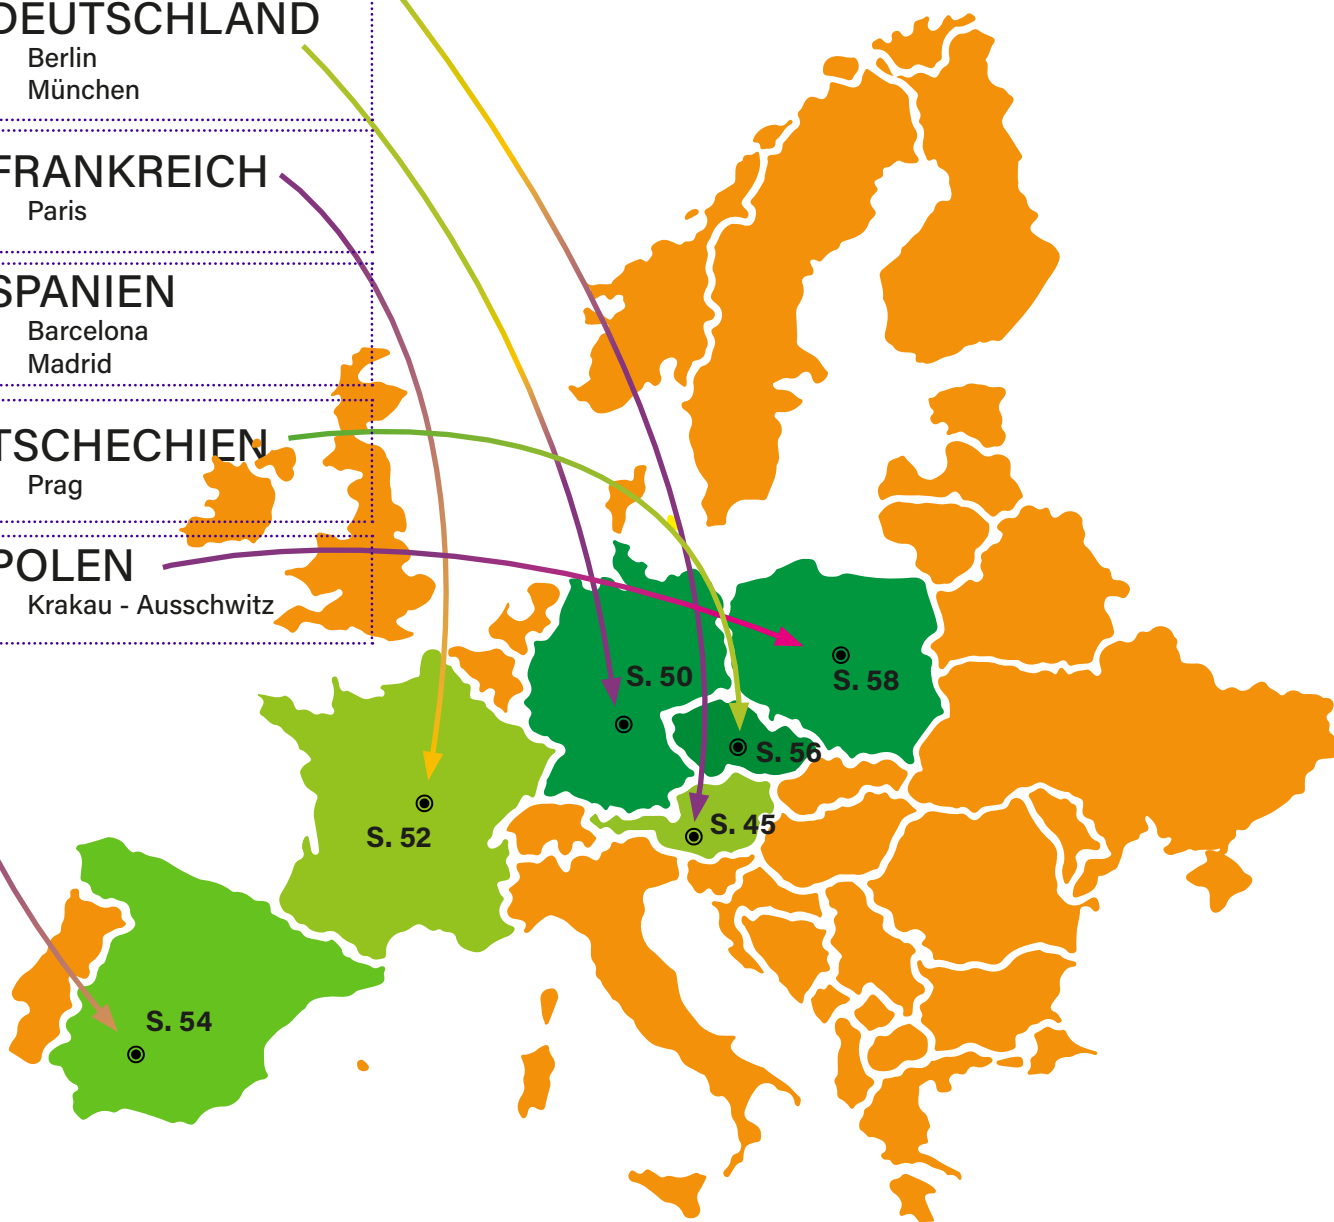 DEUTSCHLAND
Berlin
München
FRANKREICH
Paris
SPANIEN
Barcelona
Madrid
TSCHECHIEN
Prag
POLEN
Krakau - Ausschwitz
S. 50
S. 58
S. 56
S. 45
S. 52
S. 54